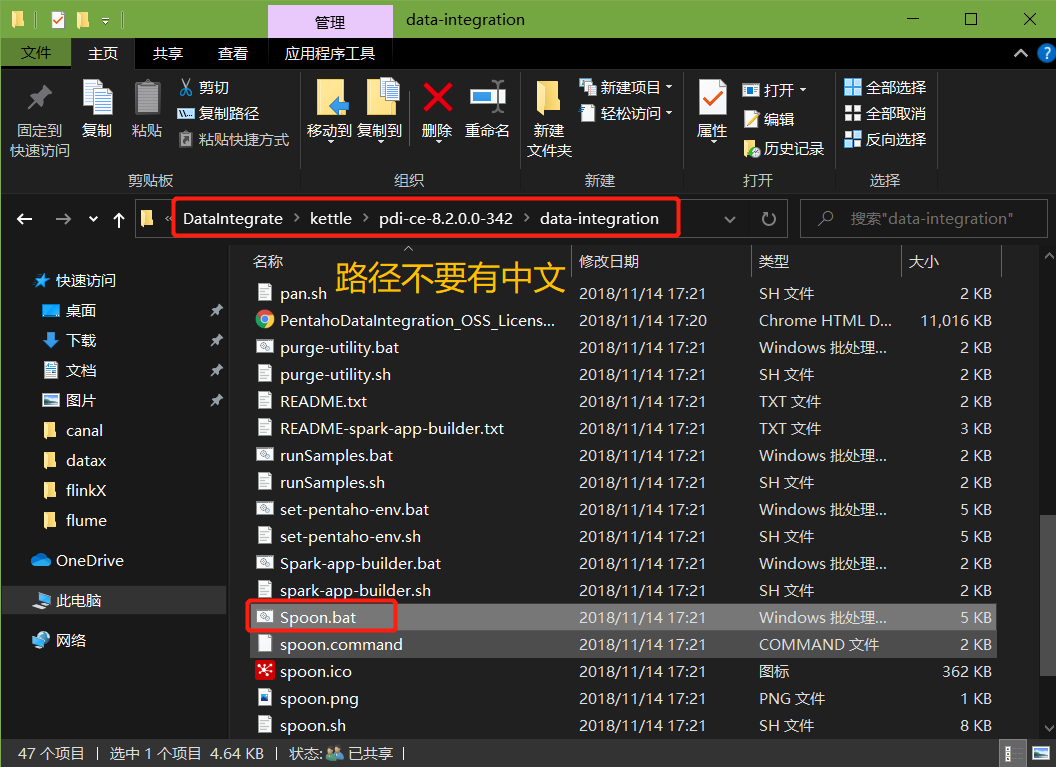 管理 data-integration
文件 主页 共享 查看 应用程序工具
固定到
快速访问
复制
粘贴
剪切
复制路径
粘贴快捷方式
剪贴板
移动到
复制到
删除
重命名
组织
新建
文件夹
新建项目
轻松访问
新建
属性
打开
编辑
历史记录
打开
全部选择
全部取消
反向选择
选择
« DataIntegrate > kettle > pdi-ce-8.2.0.0-342 > data-integration
搜索"data-integration"
快速访问
桌面
下载
文档
图片
canal
datax
flinkX
flume
OneDrive
此电脑
网络
名称 修改日期 类型 大小
路径不要有中文
pan.sh 2018/11/14 17:21 SH 文件 2 KB
PentahoDataIntegration_OSS_Licens... 2018/11/14 17:20 Chrome HTML D... 11,016 KB
purge-utility.bat 2018/11/14 17:21 Windows 批处理... 2 KB
purge-utility.sh 2018/11/14 17:21 SH 文件 2 KB
README.txt 2018/11/14 17:21 TXT 文件 2 KB
README-spark-app-builder.txt 2018/11/14 17:21 TXT 文件 3 KB
runSamples.bat 2018/11/14 17:21 Windows 批处理... 2 KB
runSamples.sh 2018/11/14 17:21 SH 文件 2 KB
set-pentaho-env.bat 2018/11/14 17:21 Windows 批处理... 5 KB
set-pentaho-env.sh 2018/11/14 17:21 SH 文件 5 KB
Spark-app-builder.bat 2018/11/14 17:21 Windows 批处理... 2 KB
spark-app-builder.sh 2018/11/14 17:21 SH 文件 2 KB
Spoon.bat 2018/11/14 17:21 Windows 批处理... 5 KB
spoon.command 2018/11/14 17:21 COMMAND 文件 2 KB
spoon.ico 2018/11/14 17:21 图标 362 KB
spoon.png 2018/11/14 17:21 PNG 文件 1 KB
spoon.sh 2018/11/14 17:21 SH 文件 8 KB
47 个项目 选中 1 个项目 4.64 KB 状态: 已共享